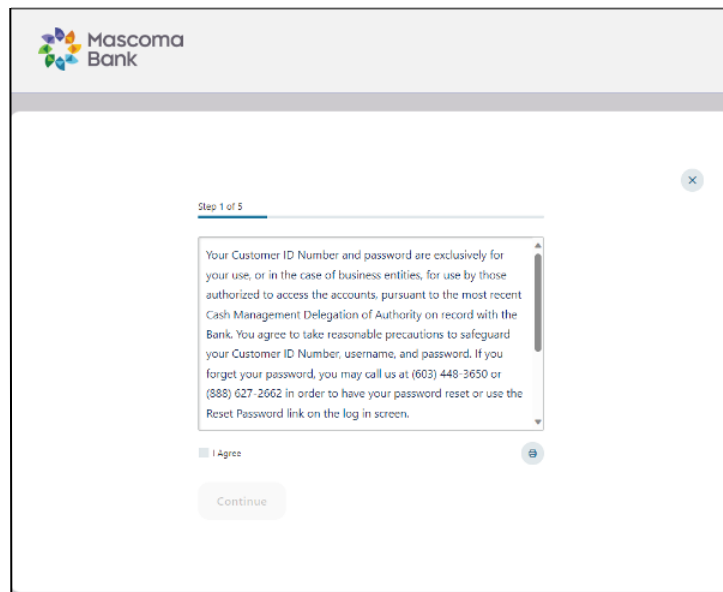 Mascoma
Bank
Step 1 of 5
Your Customer ID Number and password are exclusively for
your use, or in the case of business entities, for use by those
authorized to access the accounts, pursuant to the most recent
Cash Management Delegation of Authority on record with the
Bank. You agree to take reasonable precautions to safeguard
your Customer ID Number, username, and password. If you
forget your password, you may call us at (603) 448-3650 or
(888) 627-2662 in order to have your password reset or use the
Reset Password link on the log in screen.
I Agree
Continue